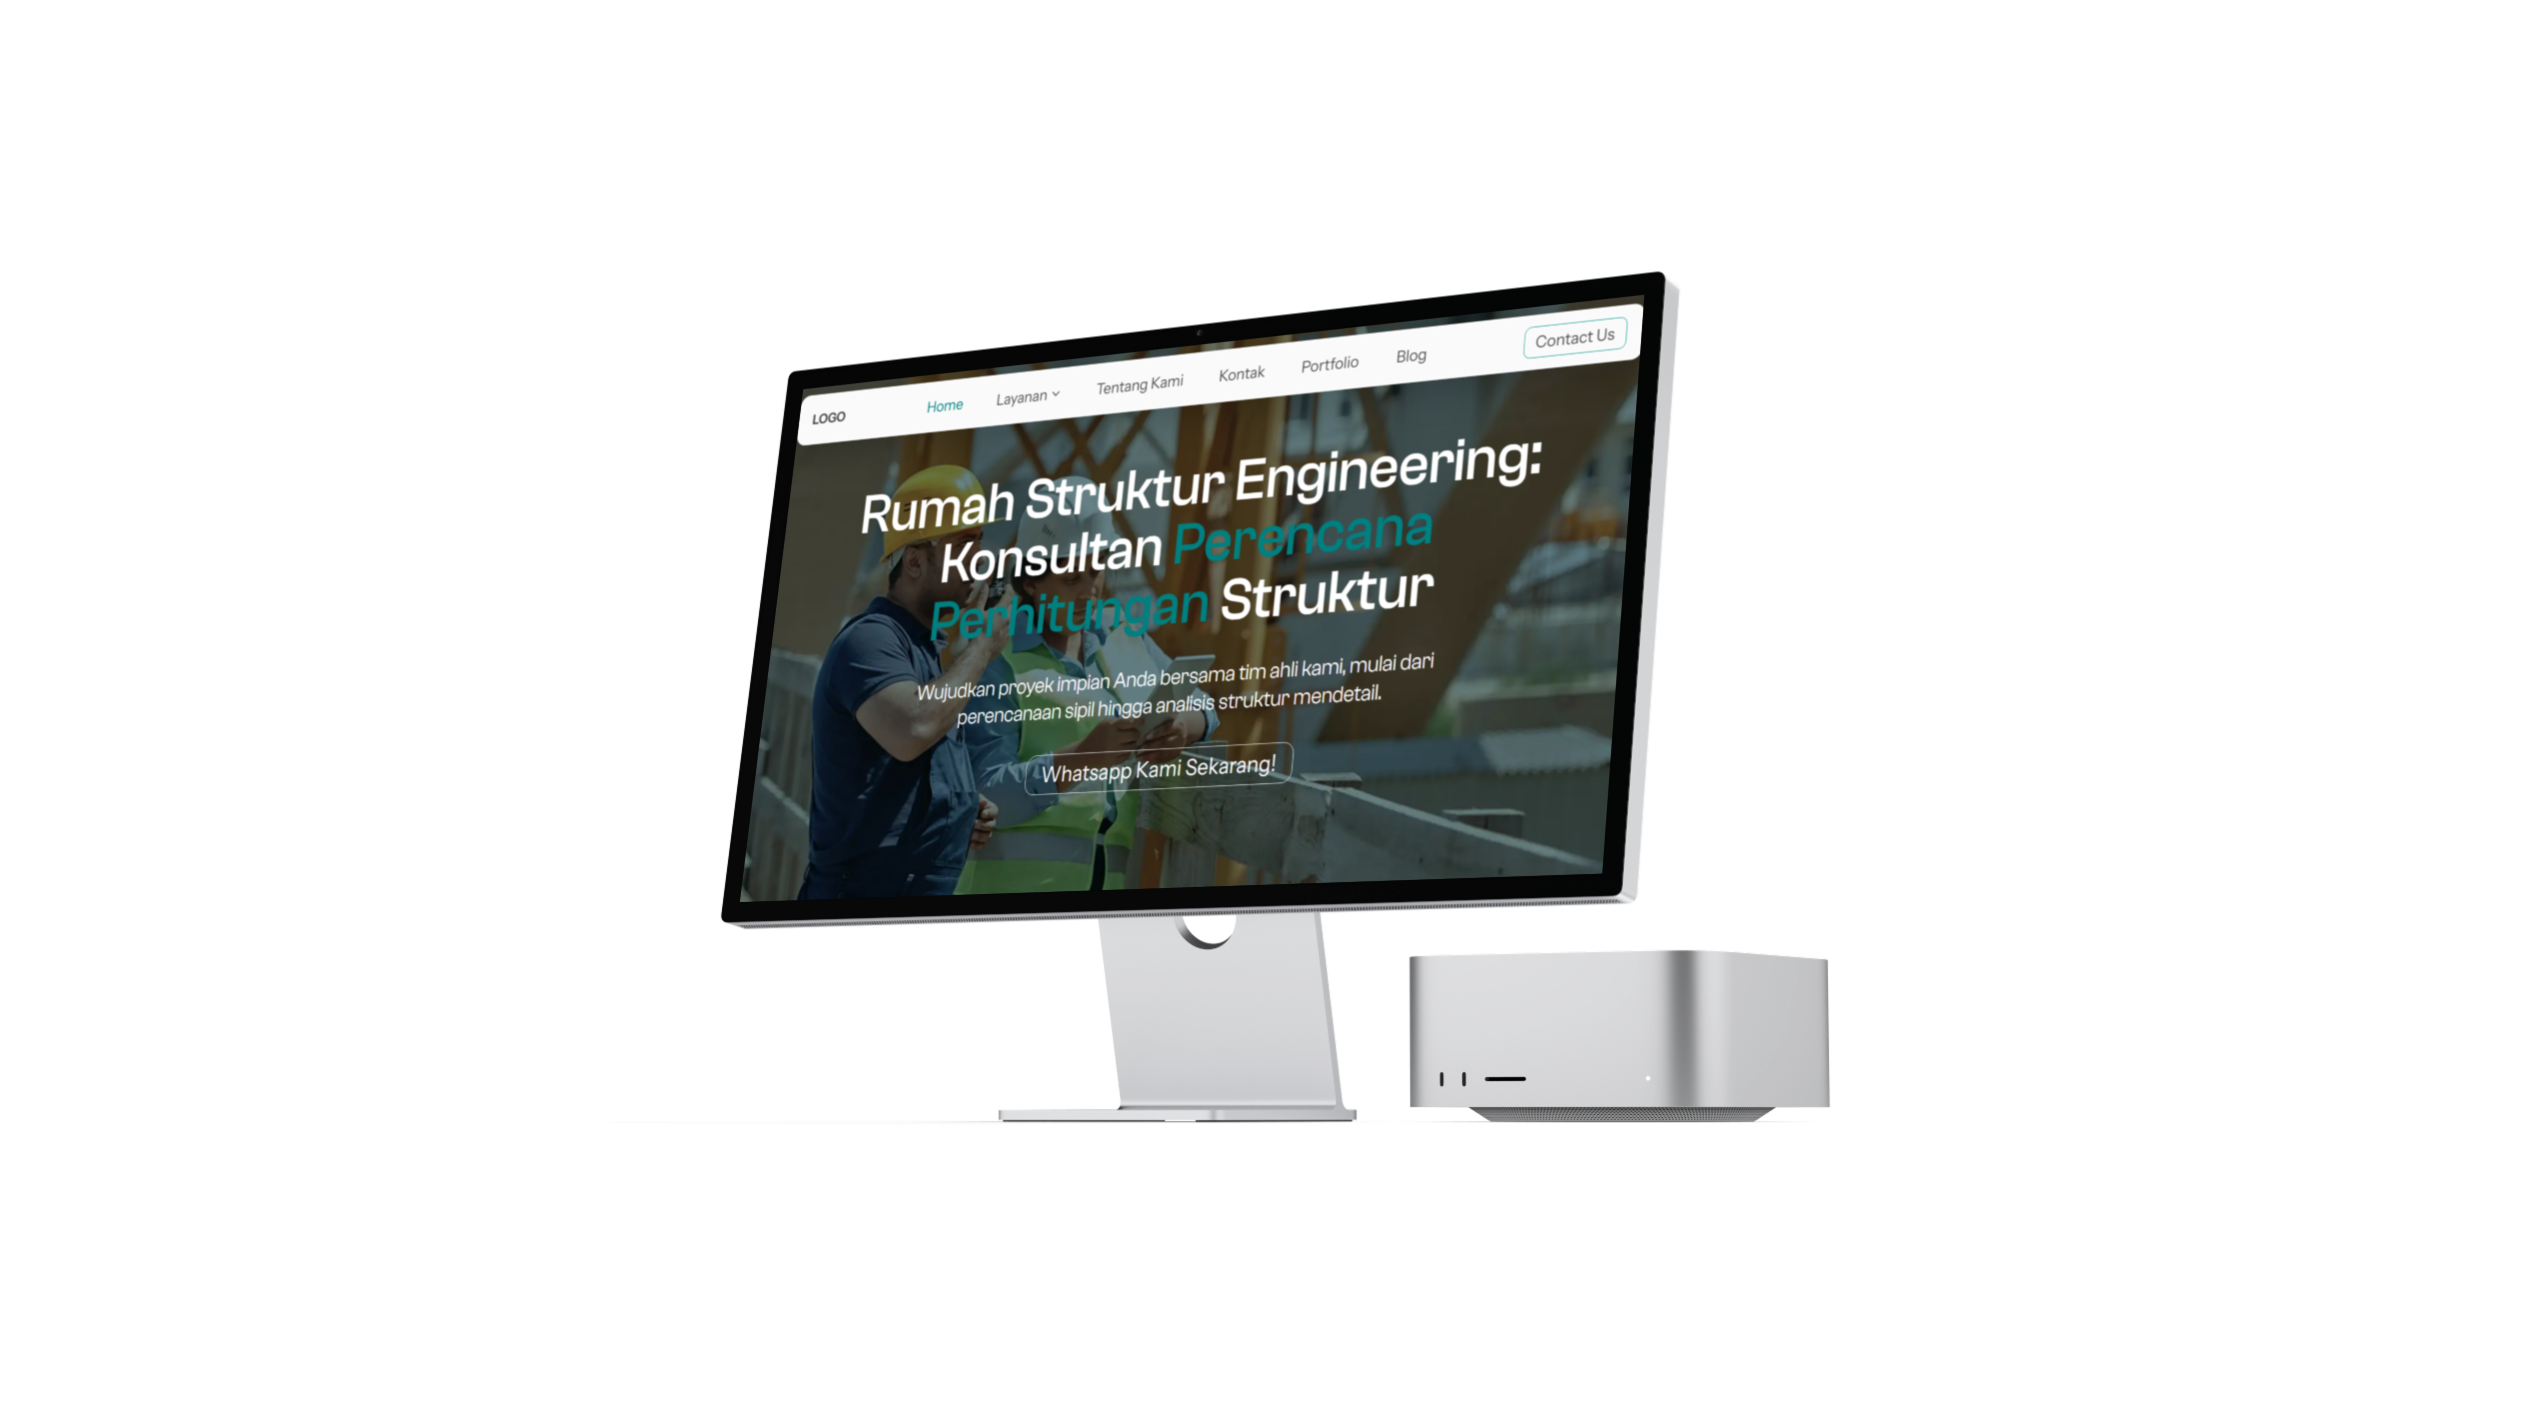 LOGO
Home
Layanan
Tentang Kami
Kontak
Portfolio
Blog
Contact Us
Rumah Struktur Engineering:
Konsultan Perencana
Perhitungan Struktur
Wujudkan proyek impian Anda bersama tim ahli kami, mulai dari
perencanaan sipil hingga analisis struktur mendetail.
Whatsapp Kami Sekarang!